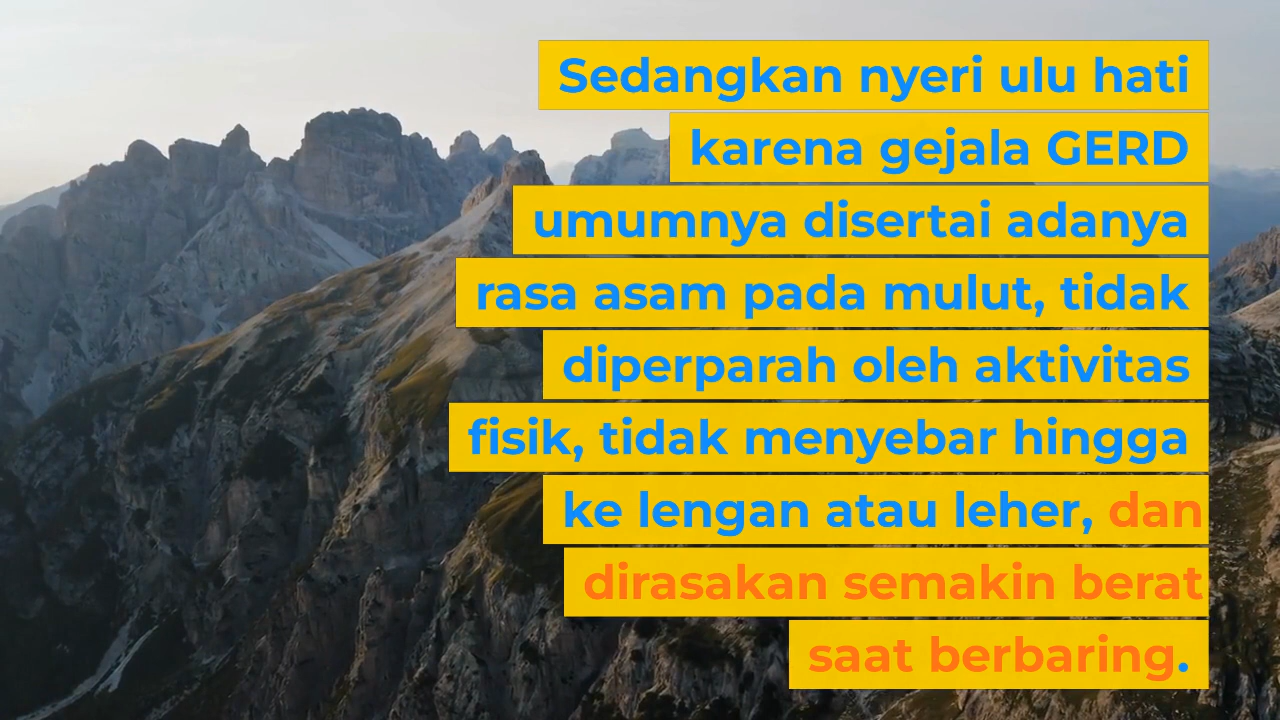 Sedangkan nyeri ulu hati
karena gejala GERD
umumnya disertai adanya
rasa asam pada mulut, tidak
diperparah oleh aktivitas
fisik, tidak menyebar hingga
ke lengan atau leher, dan
dirasakan semakin berat
saat berbaring.